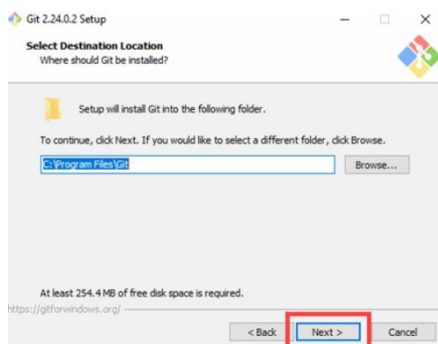 Git 2.24.0.2 Setup
Select Destination Location
Where should Git be installed?
Setup will install Git into the following folder.
To continue, click Next. If you would like to select a different folder, click Browse.
C:\Program Files\Git
Browse...
At least 254.4 MB of free disk space is required.
https://gitforwindows.org/
< Back
Next >
Cancel